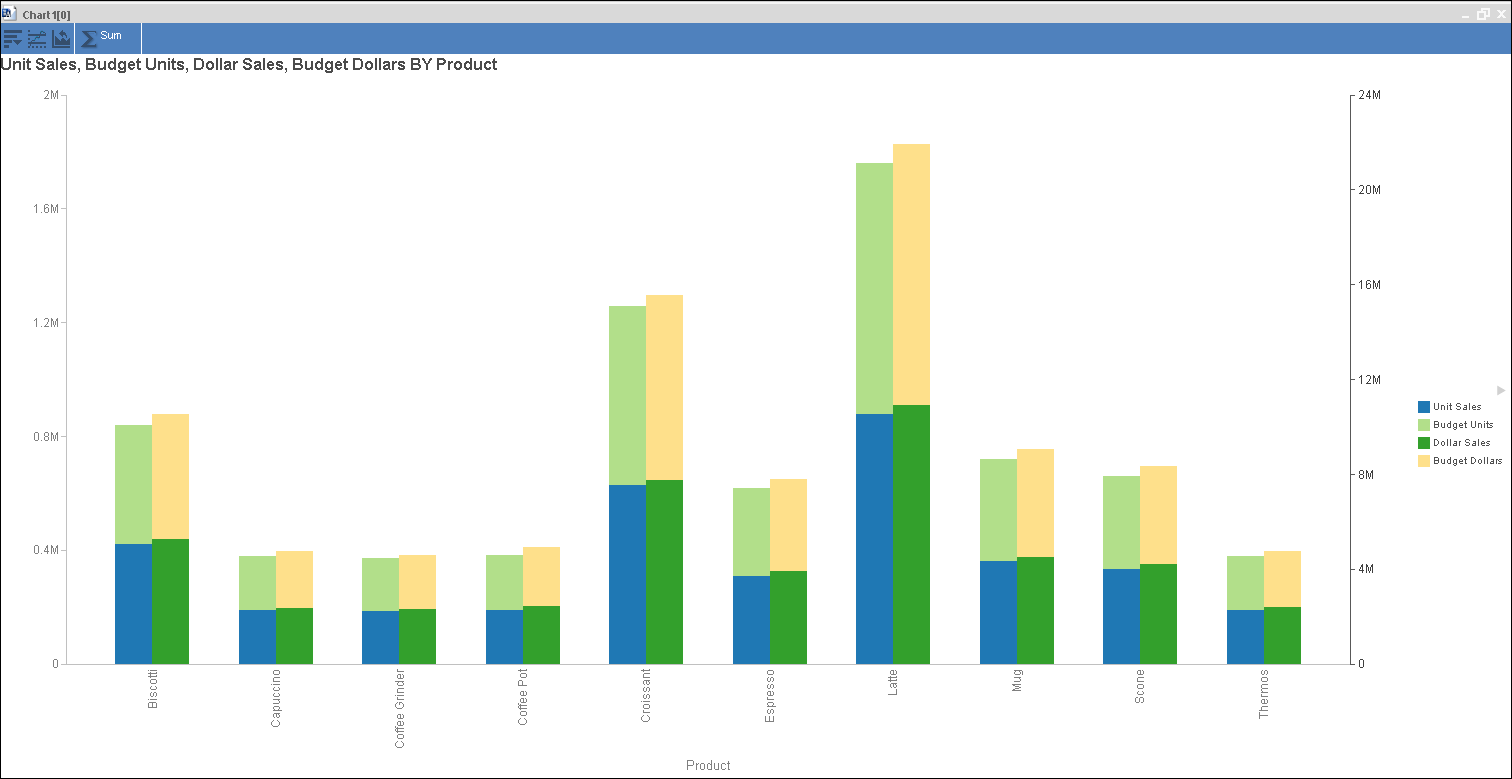 Chart1[0]
Sum
Unit Sales, Budget Units, Dollar Sales, Budget Dollars BY Product
2M
1.6M
1.2M
0.8M
0.4M
0
24M
20M
16M
12M
8M
4M
0
Unit Sales
Budget Units
Dollar Sales
Budget Dollars
Biscotti
Capuccino
Coffee Grinder
Coffee Pot
Croissant
Espresso
Latte
Mug
Scone
Thermos
Product